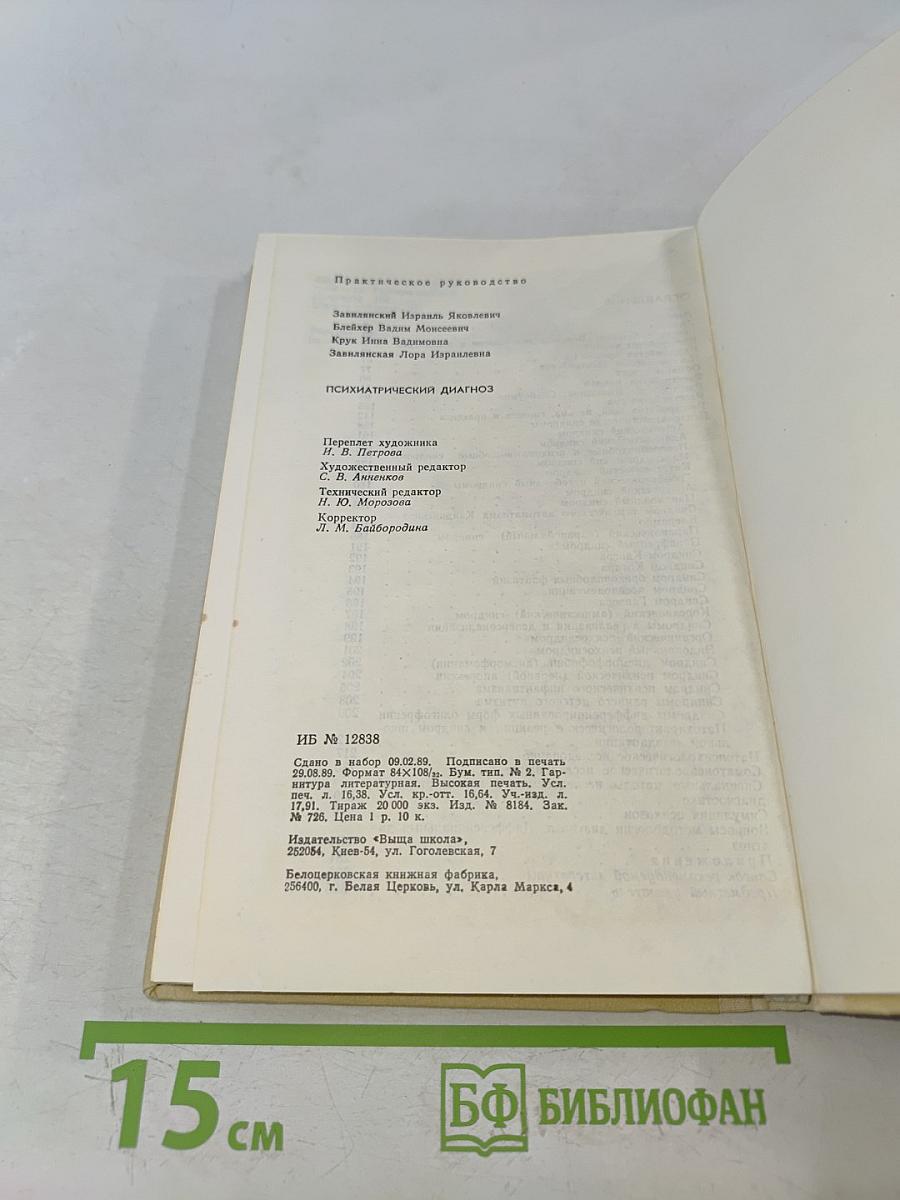 Практическое руководство
Завилянский Израиль Яковлевич
Блейхер Вадим Моисеевич
Крук Инна Вадимовна
Завилянская Лора Израилевна
ПСИХИАТРИЧЕСКИЙ ДИАГНОЗ
Переплет художника
И. В. Петрова
Художественный редактор
С. В. Анненков
Технический редактор
Н. Ю. Морозова
Корректор
Л. М. Байбородина
ИБ № 12838
Сдано в набор 09.02.89. Подписано в печать
29.08.89. Формат 84×108/32. Бум. тип. № 2. Гар-
нитура литературная. Высокая печать. Усл.
печ. л. 16,38. Усл. кр.-отт. 16,64. Уч.-изд. л.
17,91. Тираж 20 000 экз. Изд. № 8184. Зак.
№ 726. Цена 1 р. 10 к.
Издательство «Выща школа»,
252054, Киев-54, ул. Гоголевская, 7
Белоцерковская книжная фабрика,
256400, г. Белая Церковь, ул. Карла Маркса, 4
15 см
БФ БИБЛИОФАН